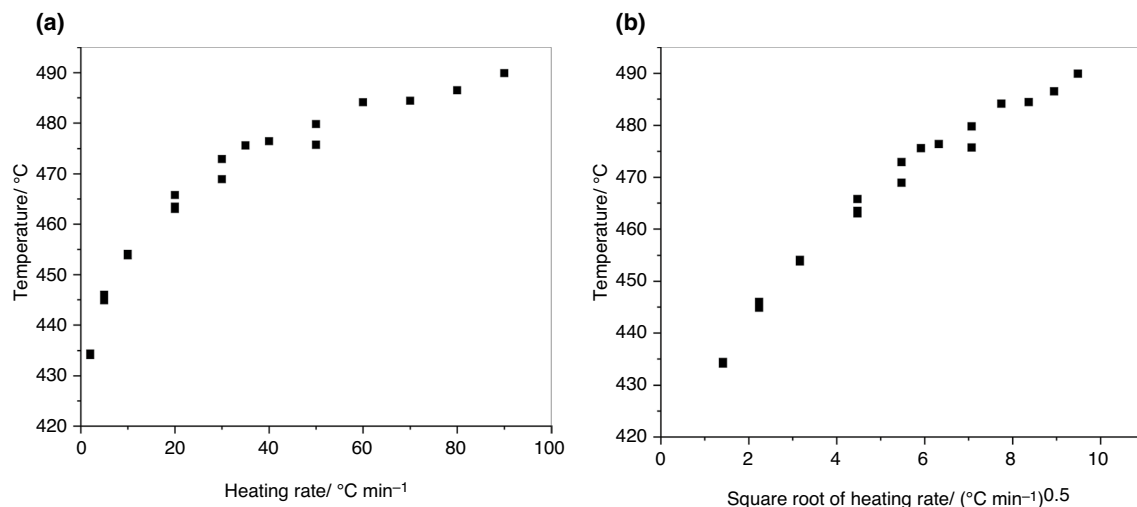 (a)
490
480
470
460
450
440
430
420
0 20 40 60 80 100
Temperature/ °C
Heating rate/ °C min⁻¹
(b)
490
480
470
460
450
440
430
420
0 2 4 6 8 10
Temperature/ °C
Square root of heating rate/ (°C min⁻¹)0.5